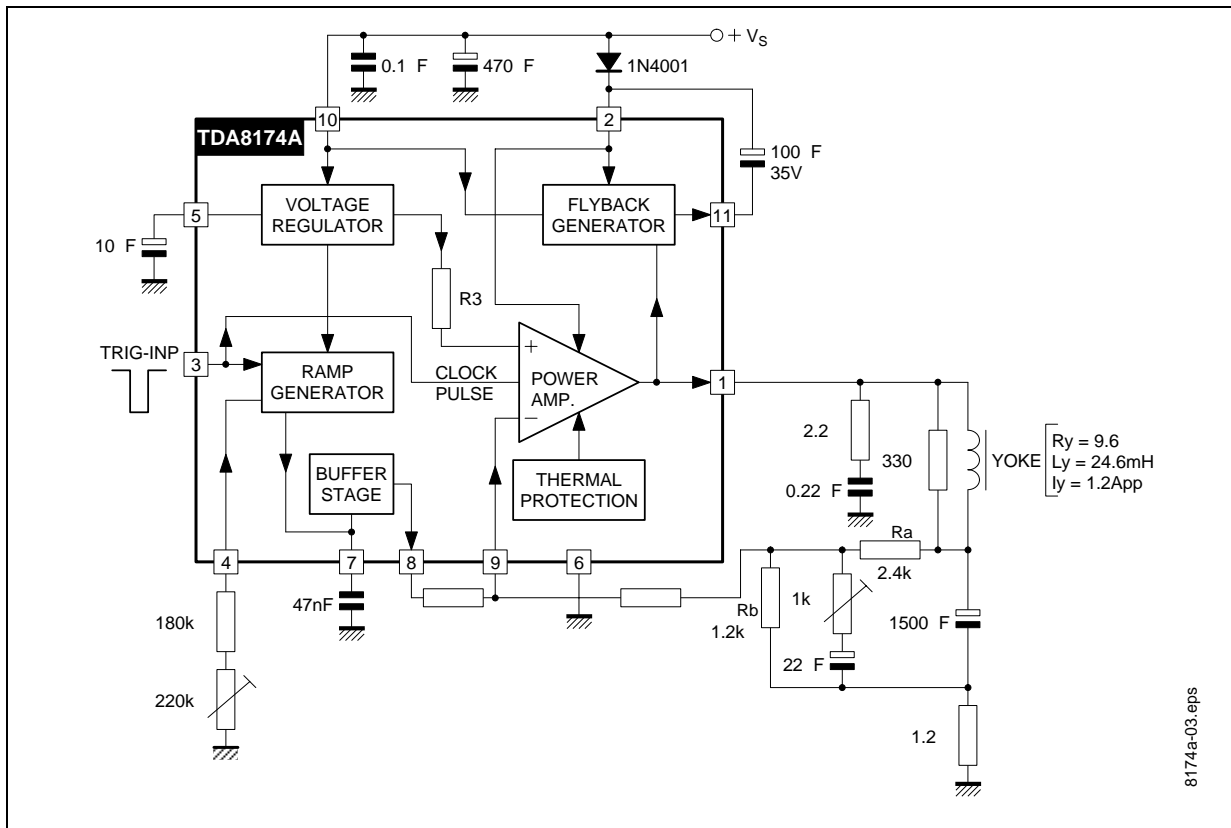 + VS
0.1 F
470 F
1N4001
10
2
TDA8174A
100 F
35V
VOLTAGE
REGULATOR
FLYBACK
GENERATOR
5
11
10 F
R3
TRIG-INP
3
RAMP
GENERATOR
CLOCK
PULSE
+
POWER
AMP.
−
1
BUFFER
STAGE
THERMAL
PROTECTION
2.2
330
0.22 F
YOKE
Ry = 9.6
Ly = 24.6mH
Iy = 1.2App
4
7
8
9
6
Ra
2.4k
47nF
180k
220k
Rb
1.2k
1k
22 F
1500 F
1.2
8174a-03.eps